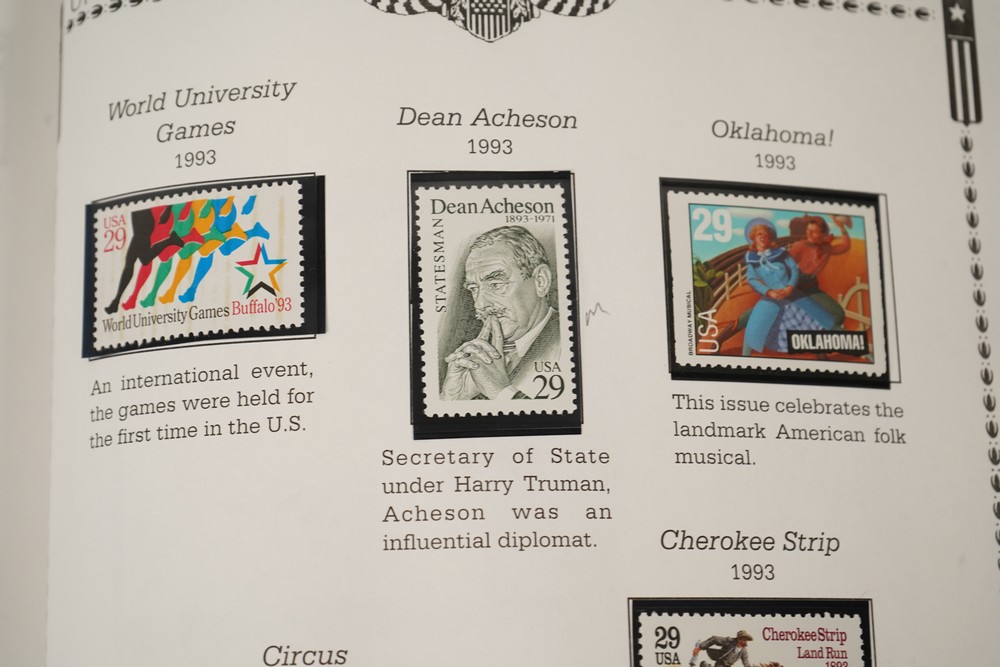 World University
Games
1993
USA
29
World University Games Buffalo '93
An international event,
the games were held for
the first time in the U.S.
Dean Acheson
1993
Dean Acheson
1893-1971
STATESMAN
USA
29
Secretary of State
under Harry Truman,
Acheson was an
influential diplomat.
Oklahoma!
1993
29
BROADWAY MUSICAL
USA
OKLAHOMA!
This issue celebrates the
landmark American folk
musical.
Cherokee Strip
1993
29
USA
Cherokee Strip
Land Run
1893
Circus